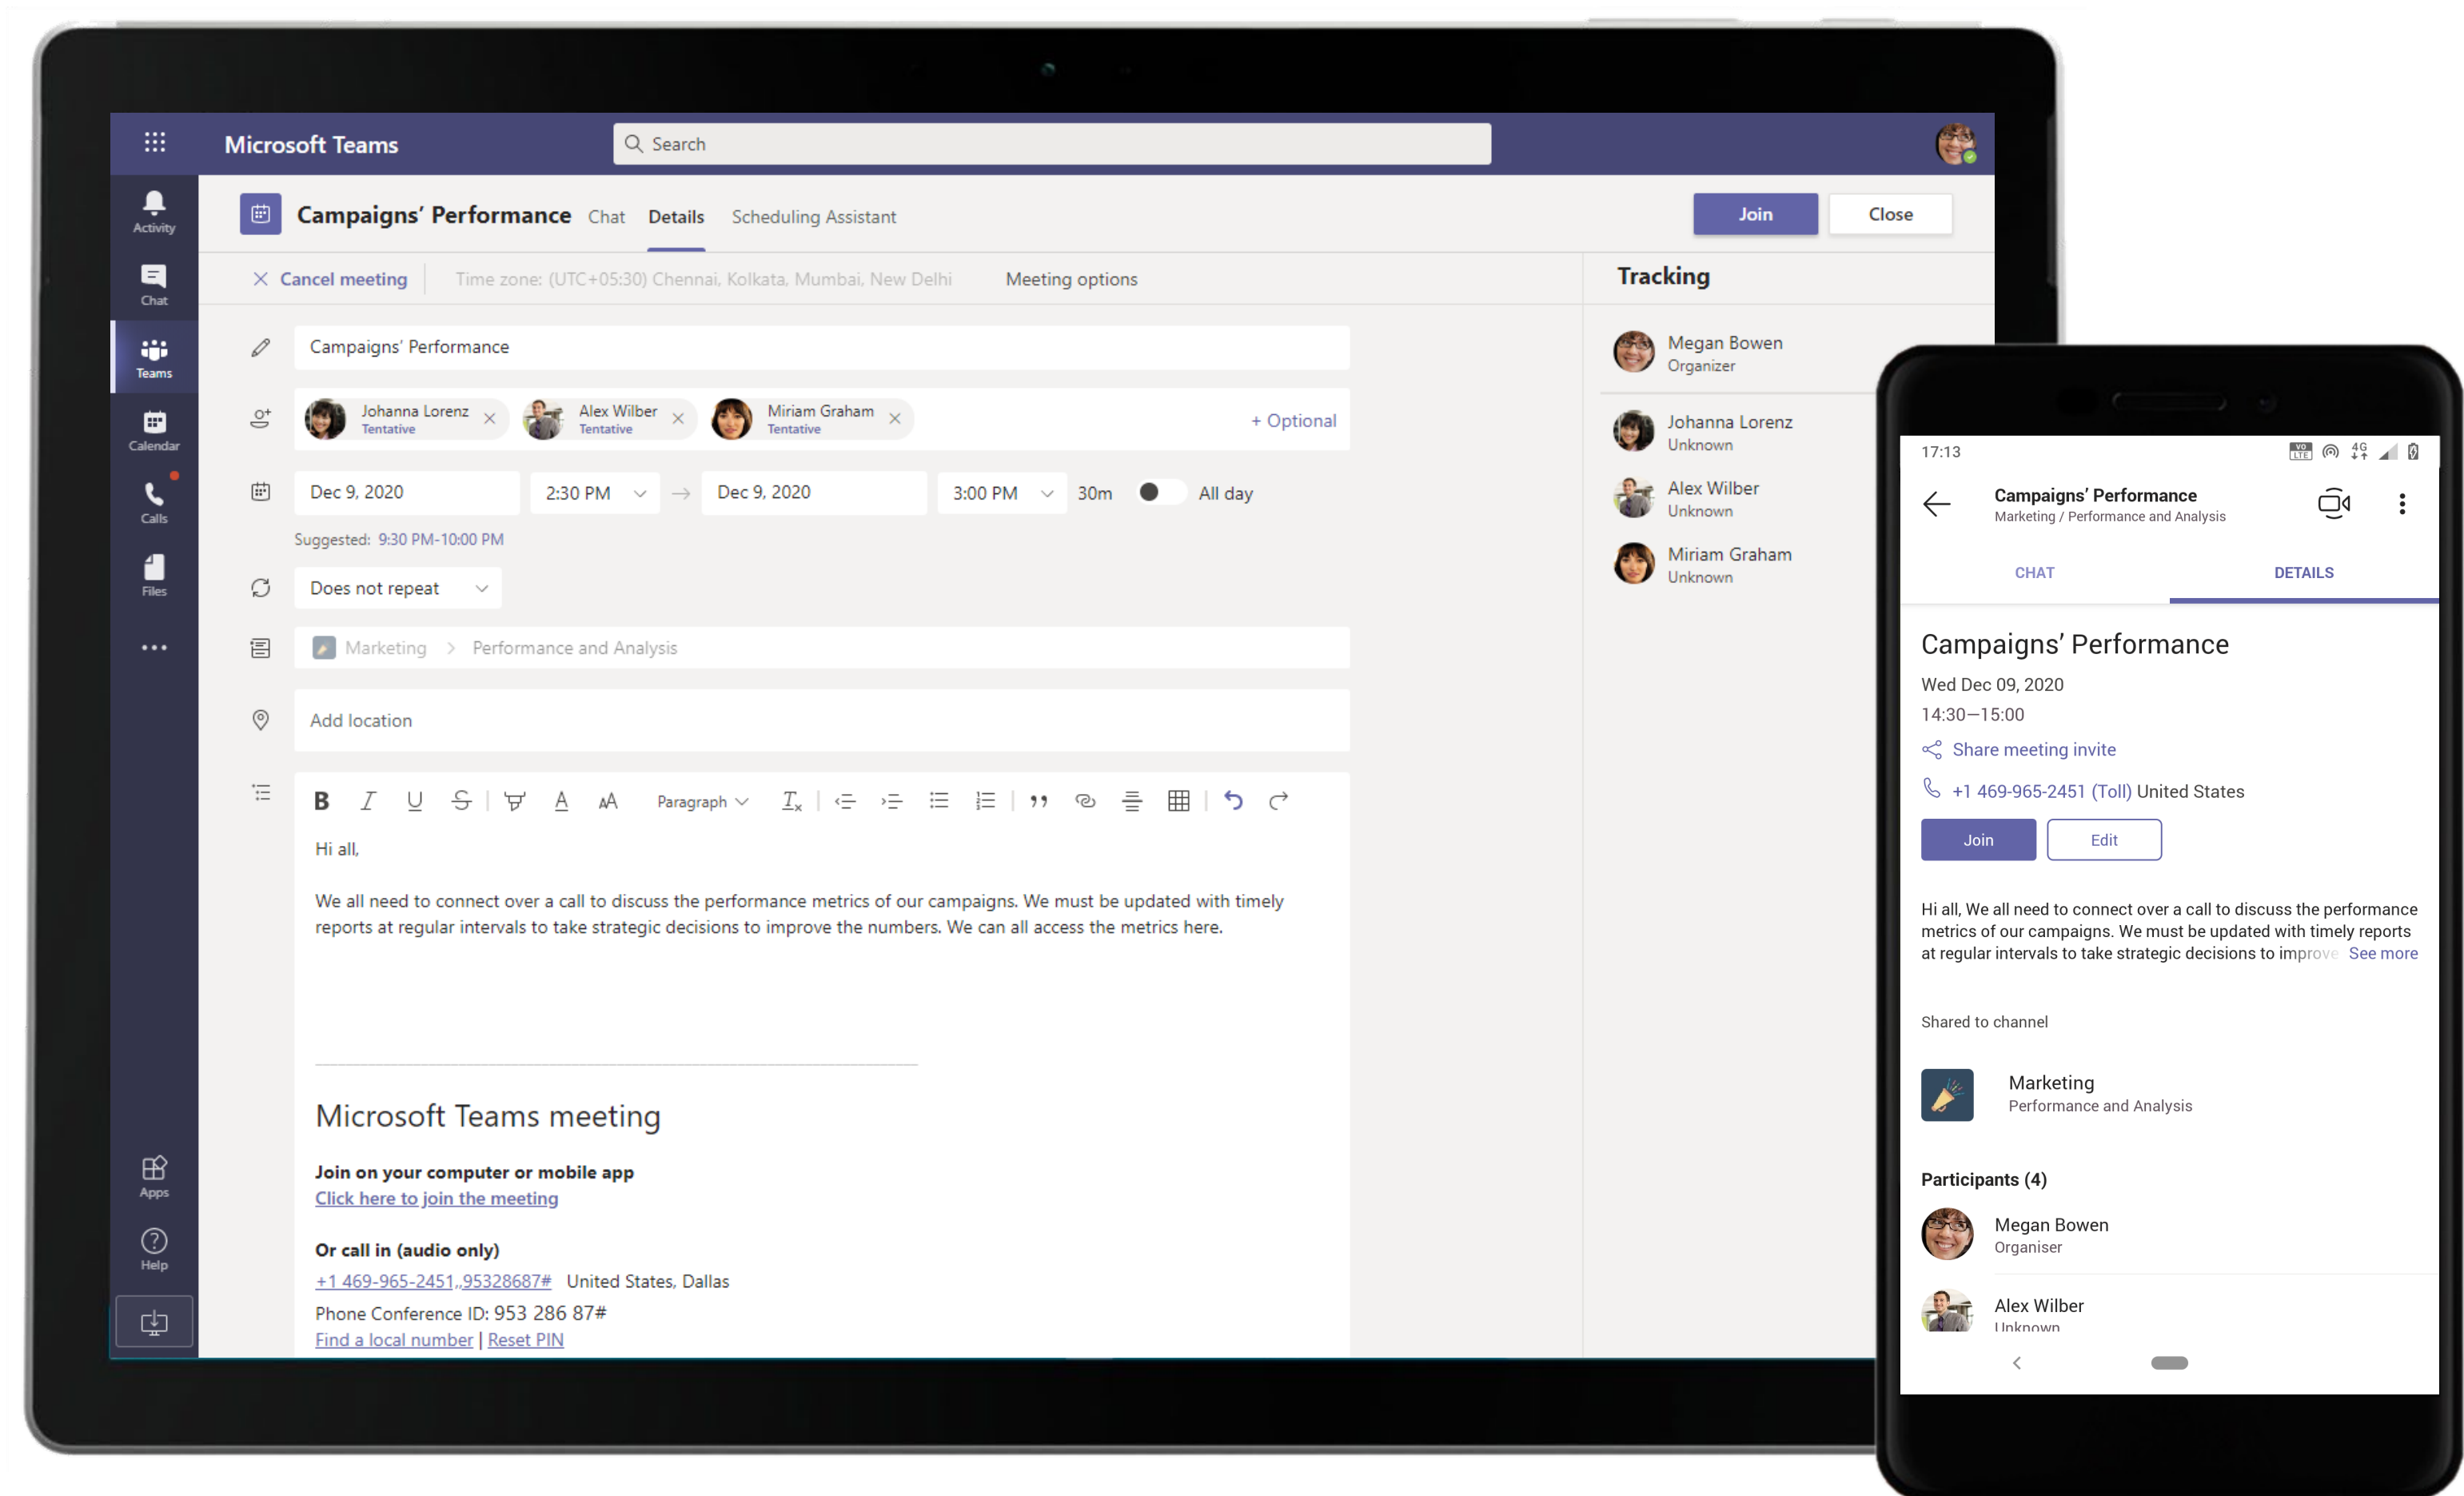 Microsoft Teams
Search
Activity
Chat
Teams
Calendar
Calls
Files
Apps
Help
Campaigns’ Performance Chat Details Scheduling Assistant
Join Close
Cancel meeting Time zone: (UTC+05:30) Chennai, Kolkata, Mumbai, New Delhi Meeting options
Campaigns’ Performance
Johanna Lorenz
Tentative
Alex Wilber
Tentative
Miriam Graham
Tentative
+ Optional
Dec 9, 2020 2:30 PM Dec 9, 2020 3:00 PM 30m All day
Suggested: 9:30 PM-10:00 PM
Does not repeat
Marketing > Performance and Analysis
Add location
B I U S A AA Paragraph Tx
Hi all,
We all need to connect over a call to discuss the performance metrics of our campaigns. We must be updated with timely
reports at regular intervals to take strategic decisions to improve the numbers. We can all access the metrics here.
Microsoft Teams meeting
Join on your computer or mobile app
Click here to join the meeting
Or call in (audio only)
+1 469-965-2451,,95328687# United States, Dallas
Phone Conference ID: 953 286 87#
Find a local number | Reset PIN
Tracking
Megan Bowen
Organizer
Johanna Lorenz
Unknown
Alex Wilber
Unknown
Miriam Graham
Unknown
17:13 VO LTE 4G
Campaigns’ Performance
Marketing / Performance and Analysis
CHAT DETAILS
Campaigns’ Performance
Wed Dec 09, 2020
14:30—15:00
Share meeting invite
+1 469-965-2451 (Toll) United States
Join Edit
Hi all, We all need to connect over a call to discuss the performance
metrics of our campaigns. We must be updated with timely reports
at regular intervals to take strategic decisions to improve See more
Shared to channel
Marketing
Performance and Analysis
Participants (4)
Megan Bowen
Organiser
Alex Wilber
Unknown